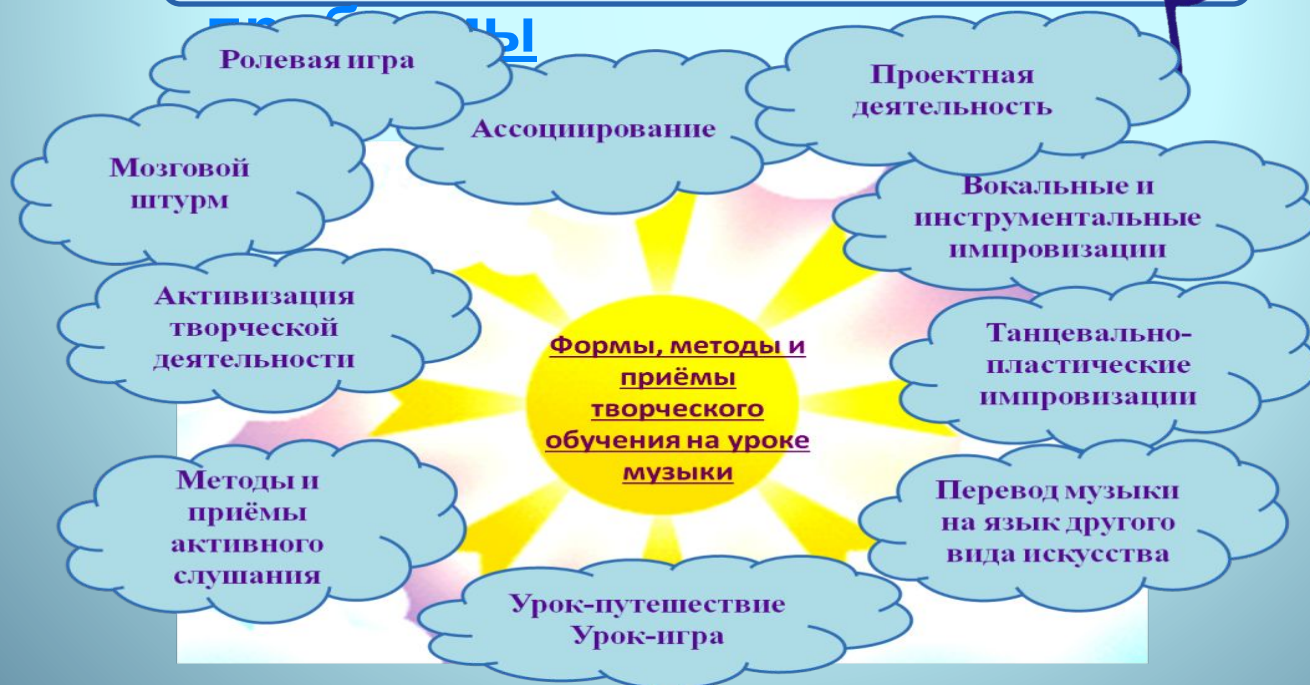 Ролевая игра
Ассоциирование
Проектная
деятельность
Мозговой
штурм
Вокальные и
инструментальные
импровизации
Активизация
творческой
деятельности
Формы, методы и
приёмы
творческого
обучения на уроке
музыки
Танцевально-
пластические
импровизации
Методы и
приёмы
активного
слушания
Перевод музыки
на язык другого
вида искусства
Урок-путешествие
Урок-игра